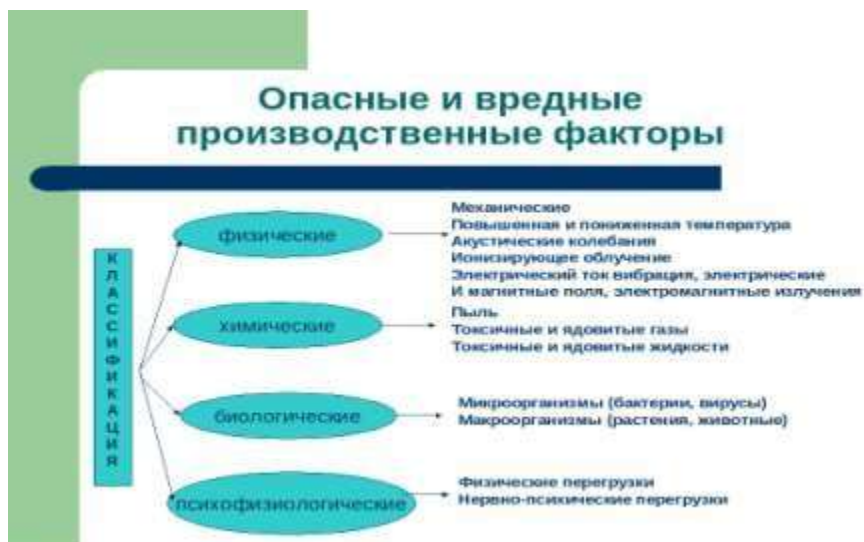 Опасные и вредные
производственные факторы
КЛАССИФИКАЦИЯ
физические
Механические
Повышенная и пониженная температура
Акустические колебания
Ионизирующее облучение
Электрический ток вибрация, электрические
И магнитные поля, электромагнитные излучения
химические
Пыль
Токсичные и ядовитые газы
Токсичные и ядовитые жидкости
биологические
Микроорганизмы (бактерии, вирусы)
Макроорганизмы (растения, животные)
психофизиологические
Физические перегрузки
Нервно-психические перегрузки